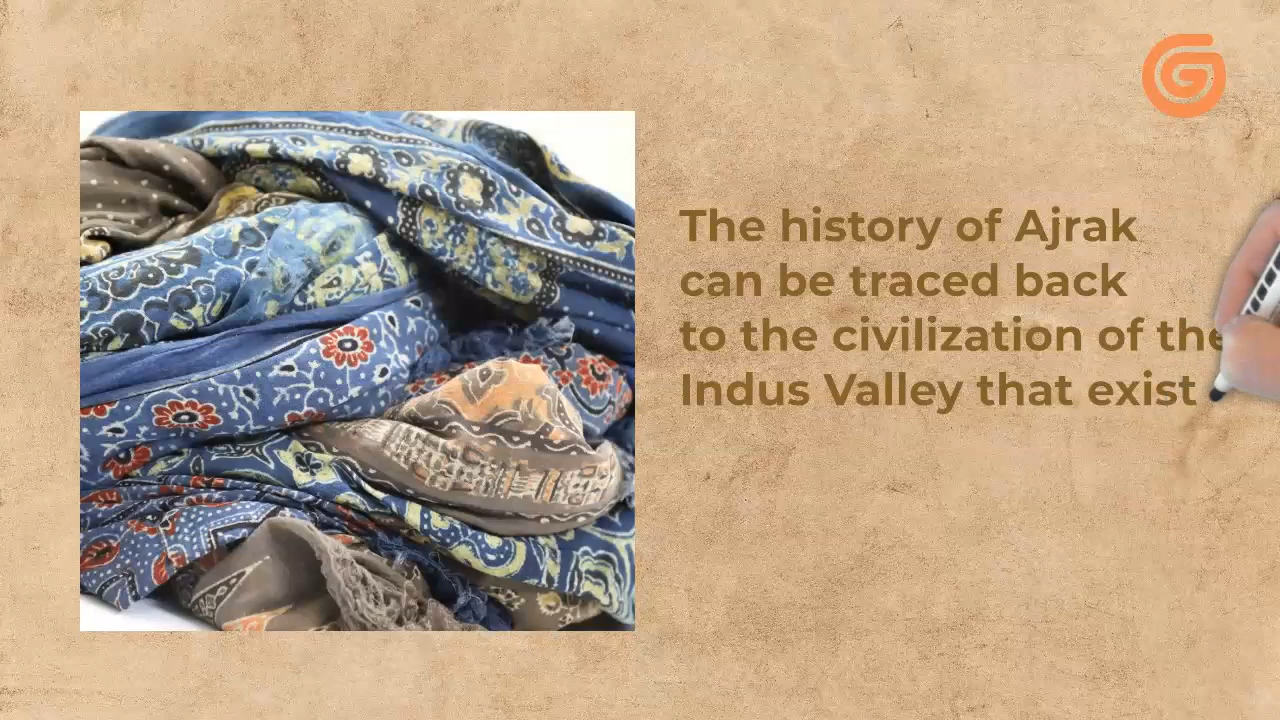 The history of Ajrak
can be traced back
to the civilization of the
Indus Valley that exist